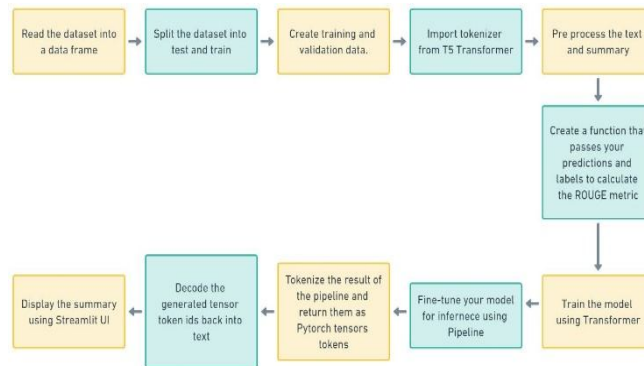 Read the dataset into
a data frame
Split the dataset into
test and train
Create training and
validation data.
Import tokenizer
from T5 Transformer
Pre process the text
and summary
Create a function that
passes your
predictions and
labels to calculate
the ROUGE metric
Train the model
using Transformer
Fine-tune your model
for infernece using
Pipeline
Tokenize the result of
the pipeline and
return them as
Pytorch tensors
tokens
Decode the
generated tensor
token ids back into
text
Display the summary
using Streamlit UI